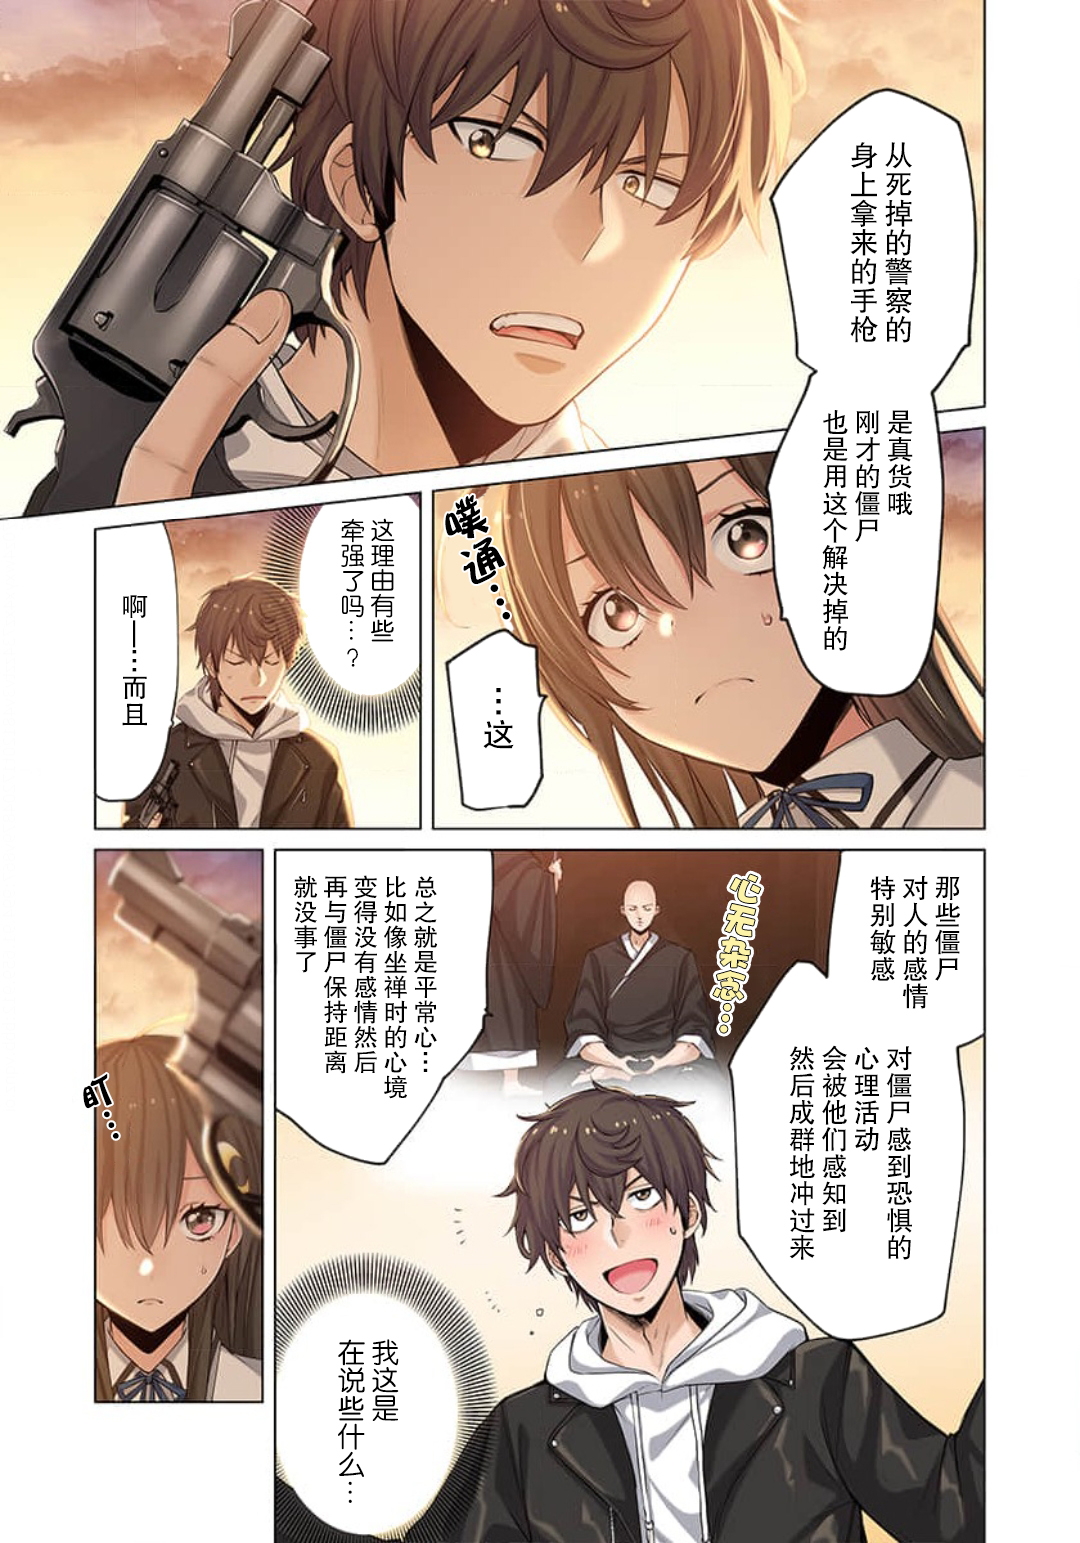 从死掉的警察的
身上拿来的手枪
是真货哦
刚才的僵尸
也是用这个解决掉的
噗通…
…这
这理由有些
牵强了吗…?
啊—…而且
那些僵尸
对人的感情
特别敏感
对僵尸感到恐惧的
心理活动
会被他们感知到
然后成群地冲过来
心无杂念…
总之就是平常心…
比如像坐禅时的心境
变得没有感情然后
再与僵尸保持距离
就没事了
我这是
在说些什么…
盯…